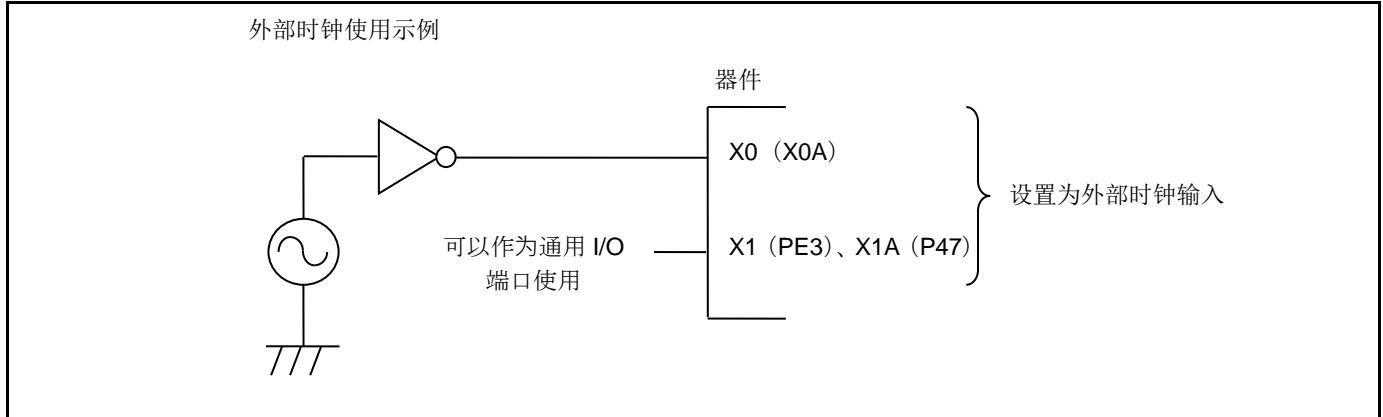 外部时钟使用示例
器件
X0（X0A）
设置为外部时钟输入
可以作为通用 I/O
端口使用
X1（PE3）、X1A（P47）